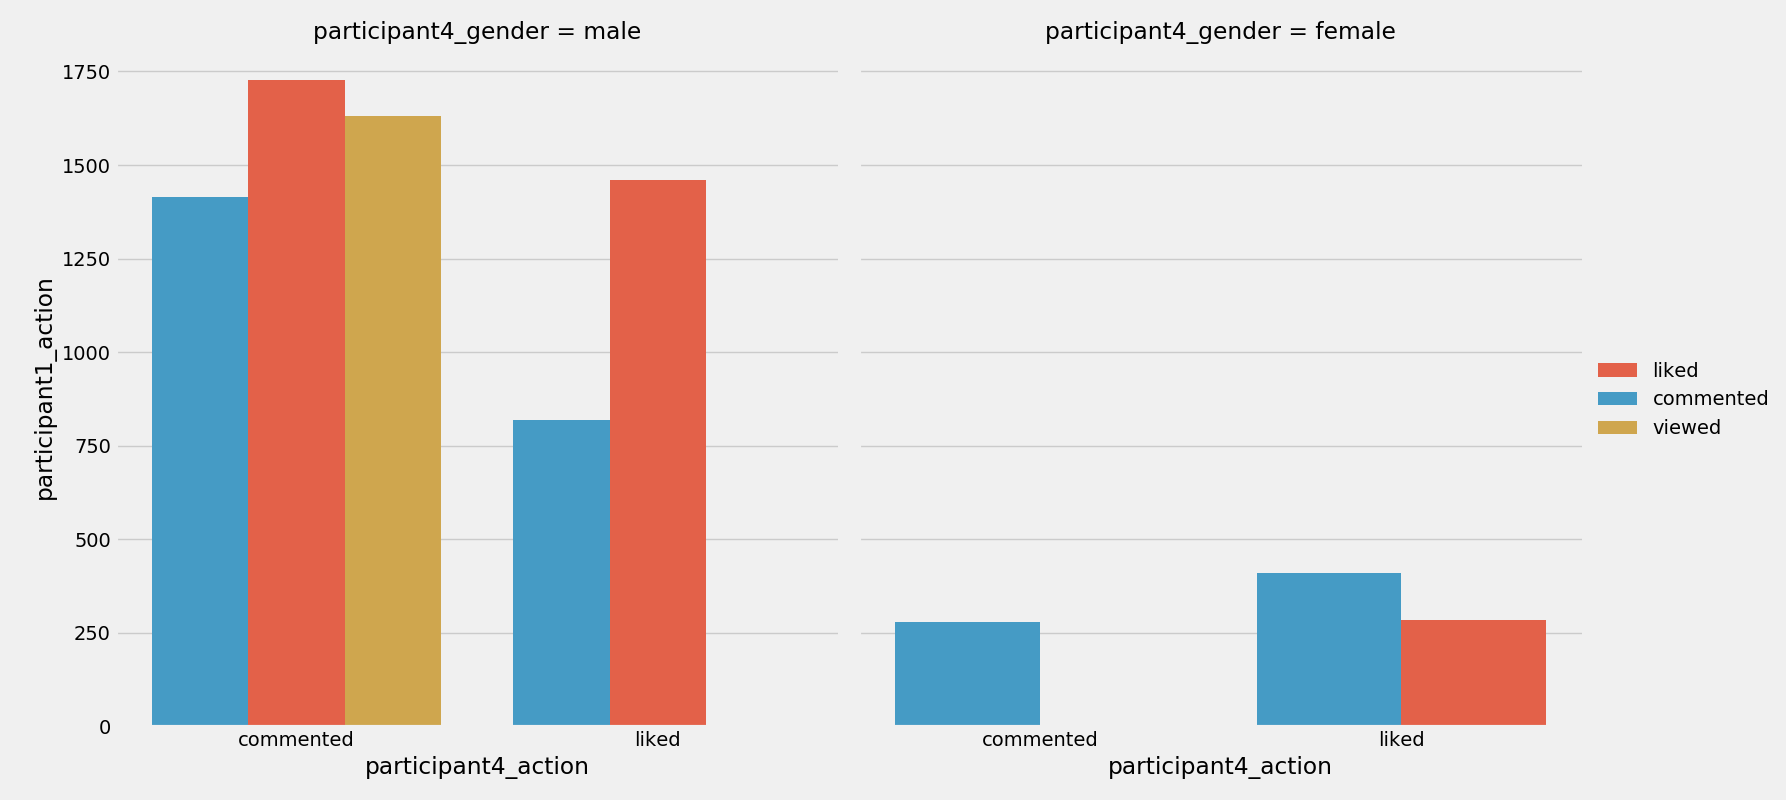 participant4_gender = male
participant4_gender = female
participant1_action
1750
1500
1250
1000
750
500
250
0
commented
liked
participant4_action
commented
liked
participant4_action
liked
commented
viewed